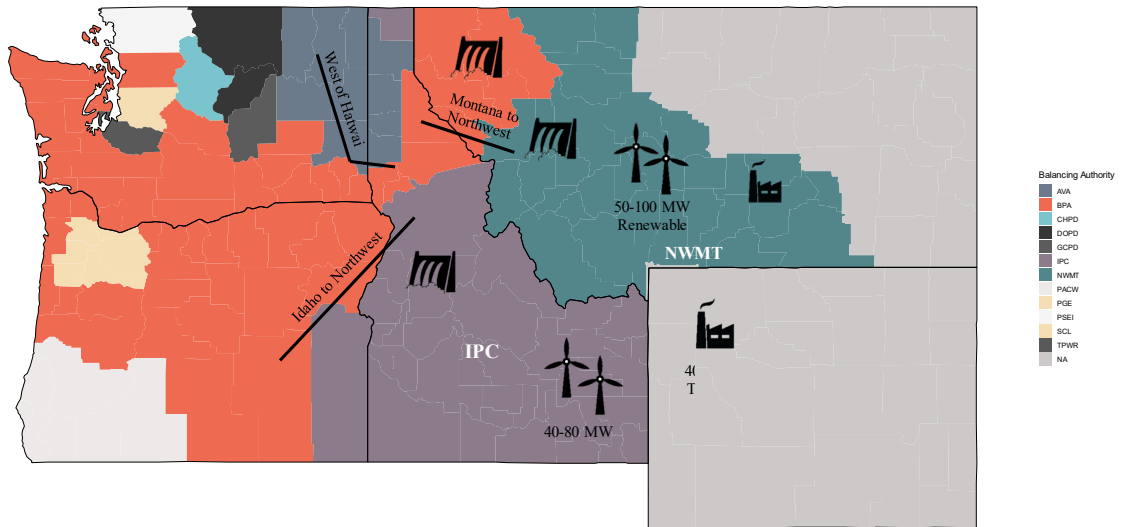 West of Hatwai
Montana to
Northwest
50-100 MW
Renewable
NWMT
Idaho to Northwest
IPC
40-80 MW
40
T
Balancing Authority
AVA
BPA
CHPD
DOPD
GCPD
IPC
NWMT
PACW
PGE
PSEI
SCL
TPWR
NA